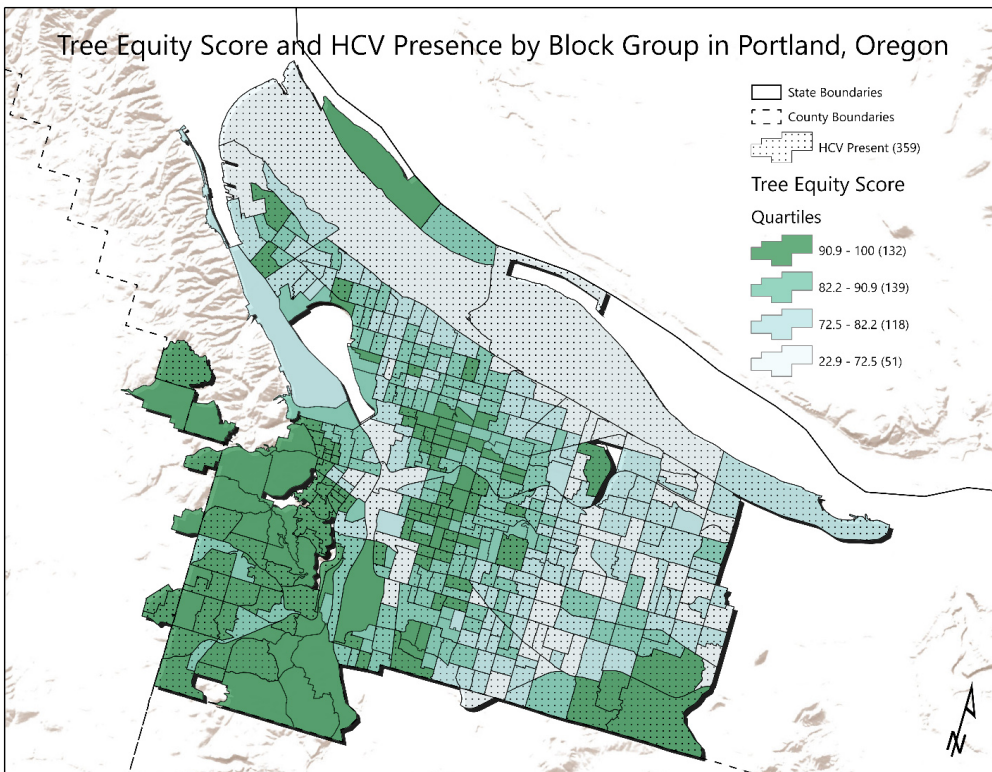 Tree Equity Score and HCV Presence by Block Group in Portland, Oregon
State Boundaries
County Boundaries
HCV Present (359)
Tree Equity Score
Quartiles
90.9 - 100 (132)
82.2 - 90.9 (139)
72.5 - 82.2 (118)
22.9 - 72.5 (51)
N